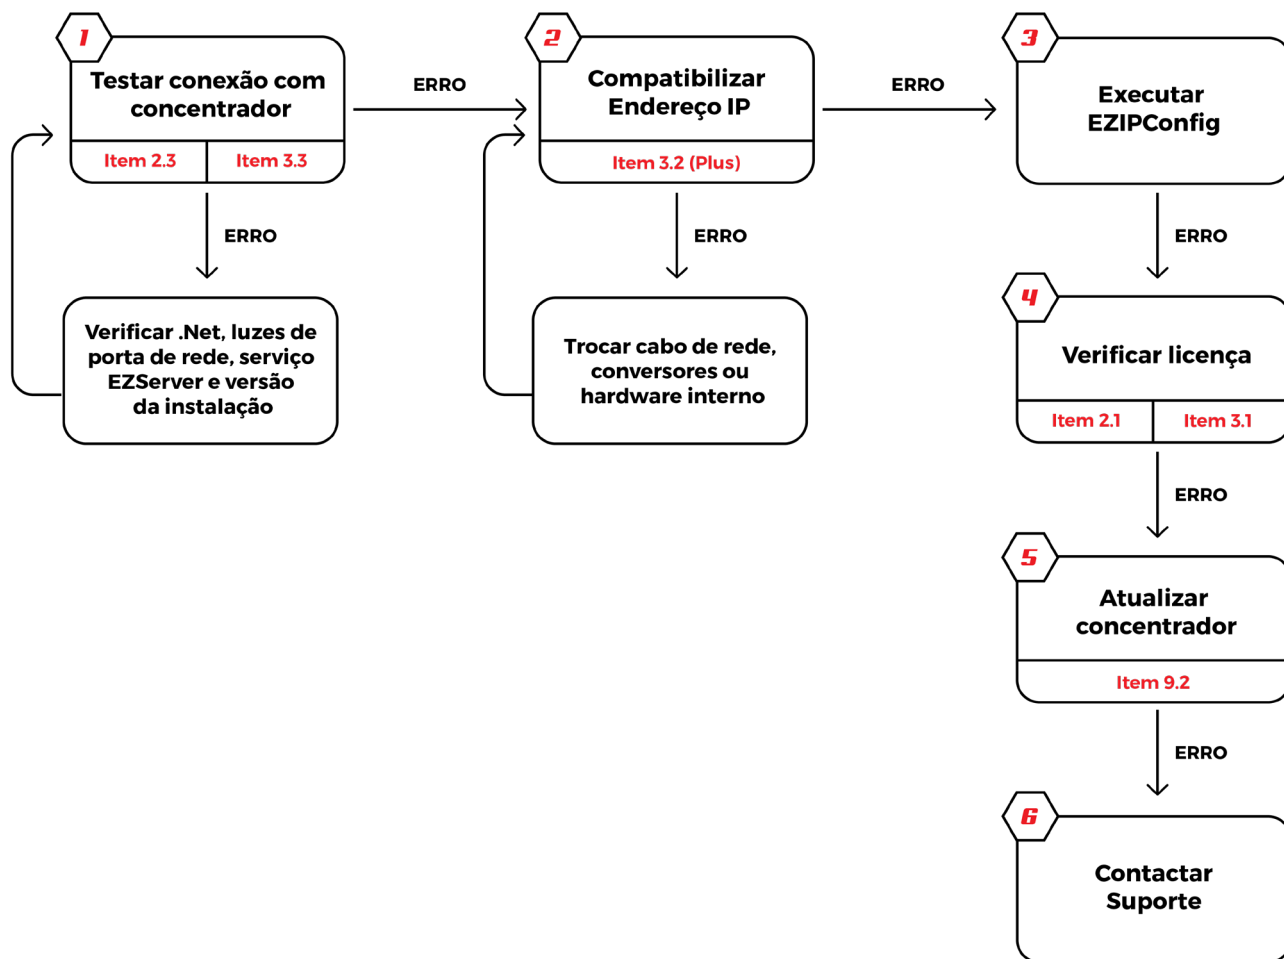 1
Testar conexão com
concentrador
Item 2.3
Item 3.3
ERRO
ERRO
Verificar .Net, luzes de
porta de rede, serviço
EZServer e versão
da instalação
2
Compatibilizar
Endereço IP
Item 3.2 (Plus)
ERRO
ERRO
Trocar cabo de rede,
conversores ou
hardware interno
3
Executar
EZIPConfig
ERRO
4
Verificar licença
Item 2.1
Item 3.1
ERRO
5
Atualizar
concentrador
Item 9.2
ERRO
6
Contactar
Suporte